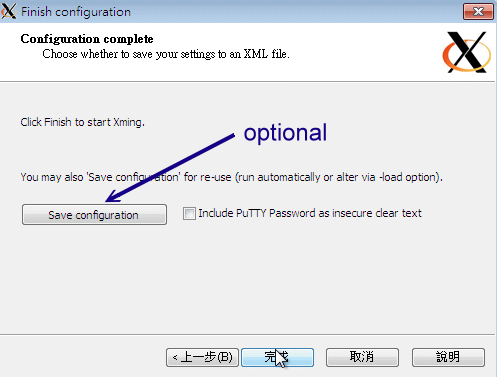 Finish configuration
Configuration complete
Choose whether to save your settings to an XML file.
Click Finish to start Xming.
optional
You may also 'Save configuration' for re-use (run automatically or alter via -load option).
Save configuration
Include PuTTY Password as insecure clear text
< 上一步(B)
完成
取消
說明